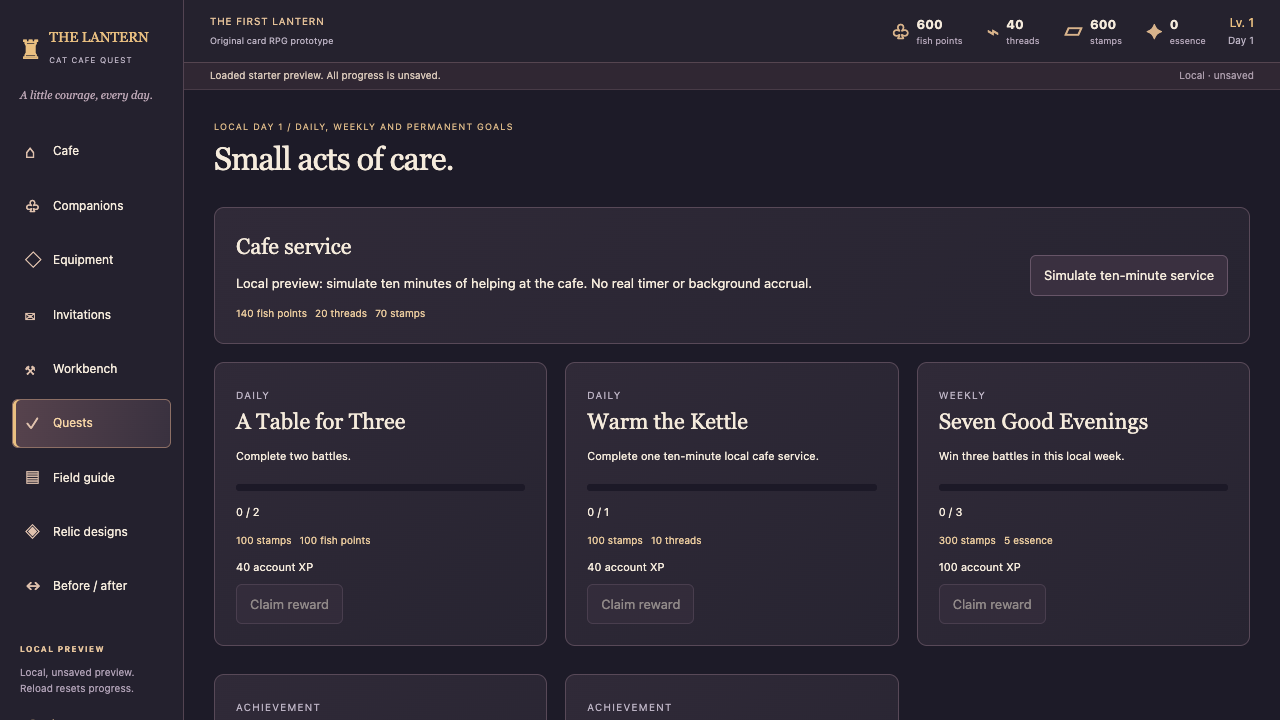 THE LANTERN
CAT CAFE QUEST
A little courage, every day.
Cafe
Companions
Equipment
Invitations
Workbench
Quests
Field guide
Relic designs
Before / after
LOCAL PREVIEW
Local, unsaved preview.
Reload resets progress.
THE FIRST LANTERN
Original card RPG prototype
600
fish points
40
threads
600
stamps
0
essence
Lv. 1
Day 1
Loaded starter preview. All progress is unsaved.
Local · unsaved
LOCAL DAY 1 / DAILY, WEEKLY AND PERMANENT GOALS
Small acts of care.
Cafe service
Local preview: simulate ten minutes of helping at the cafe. No real timer or background accrual.
140 fish points 20 threads 70 stamps
Simulate ten-minute service
DAILY
A Table for Three
Complete two battles.
0 / 2
100 stamps 100 fish points
40 account XP
Claim reward
DAILY
Warm the Kettle
Complete one ten-minute local cafe service.
0 / 1
100 stamps 10 threads
40 account XP
Claim reward
WEEKLY
Seven Good Evenings
Win three battles in this local week.
0 / 3
300 stamps 5 essence
100 account XP
Claim reward
ACHIEVEMENT
ACHIEVEMENT